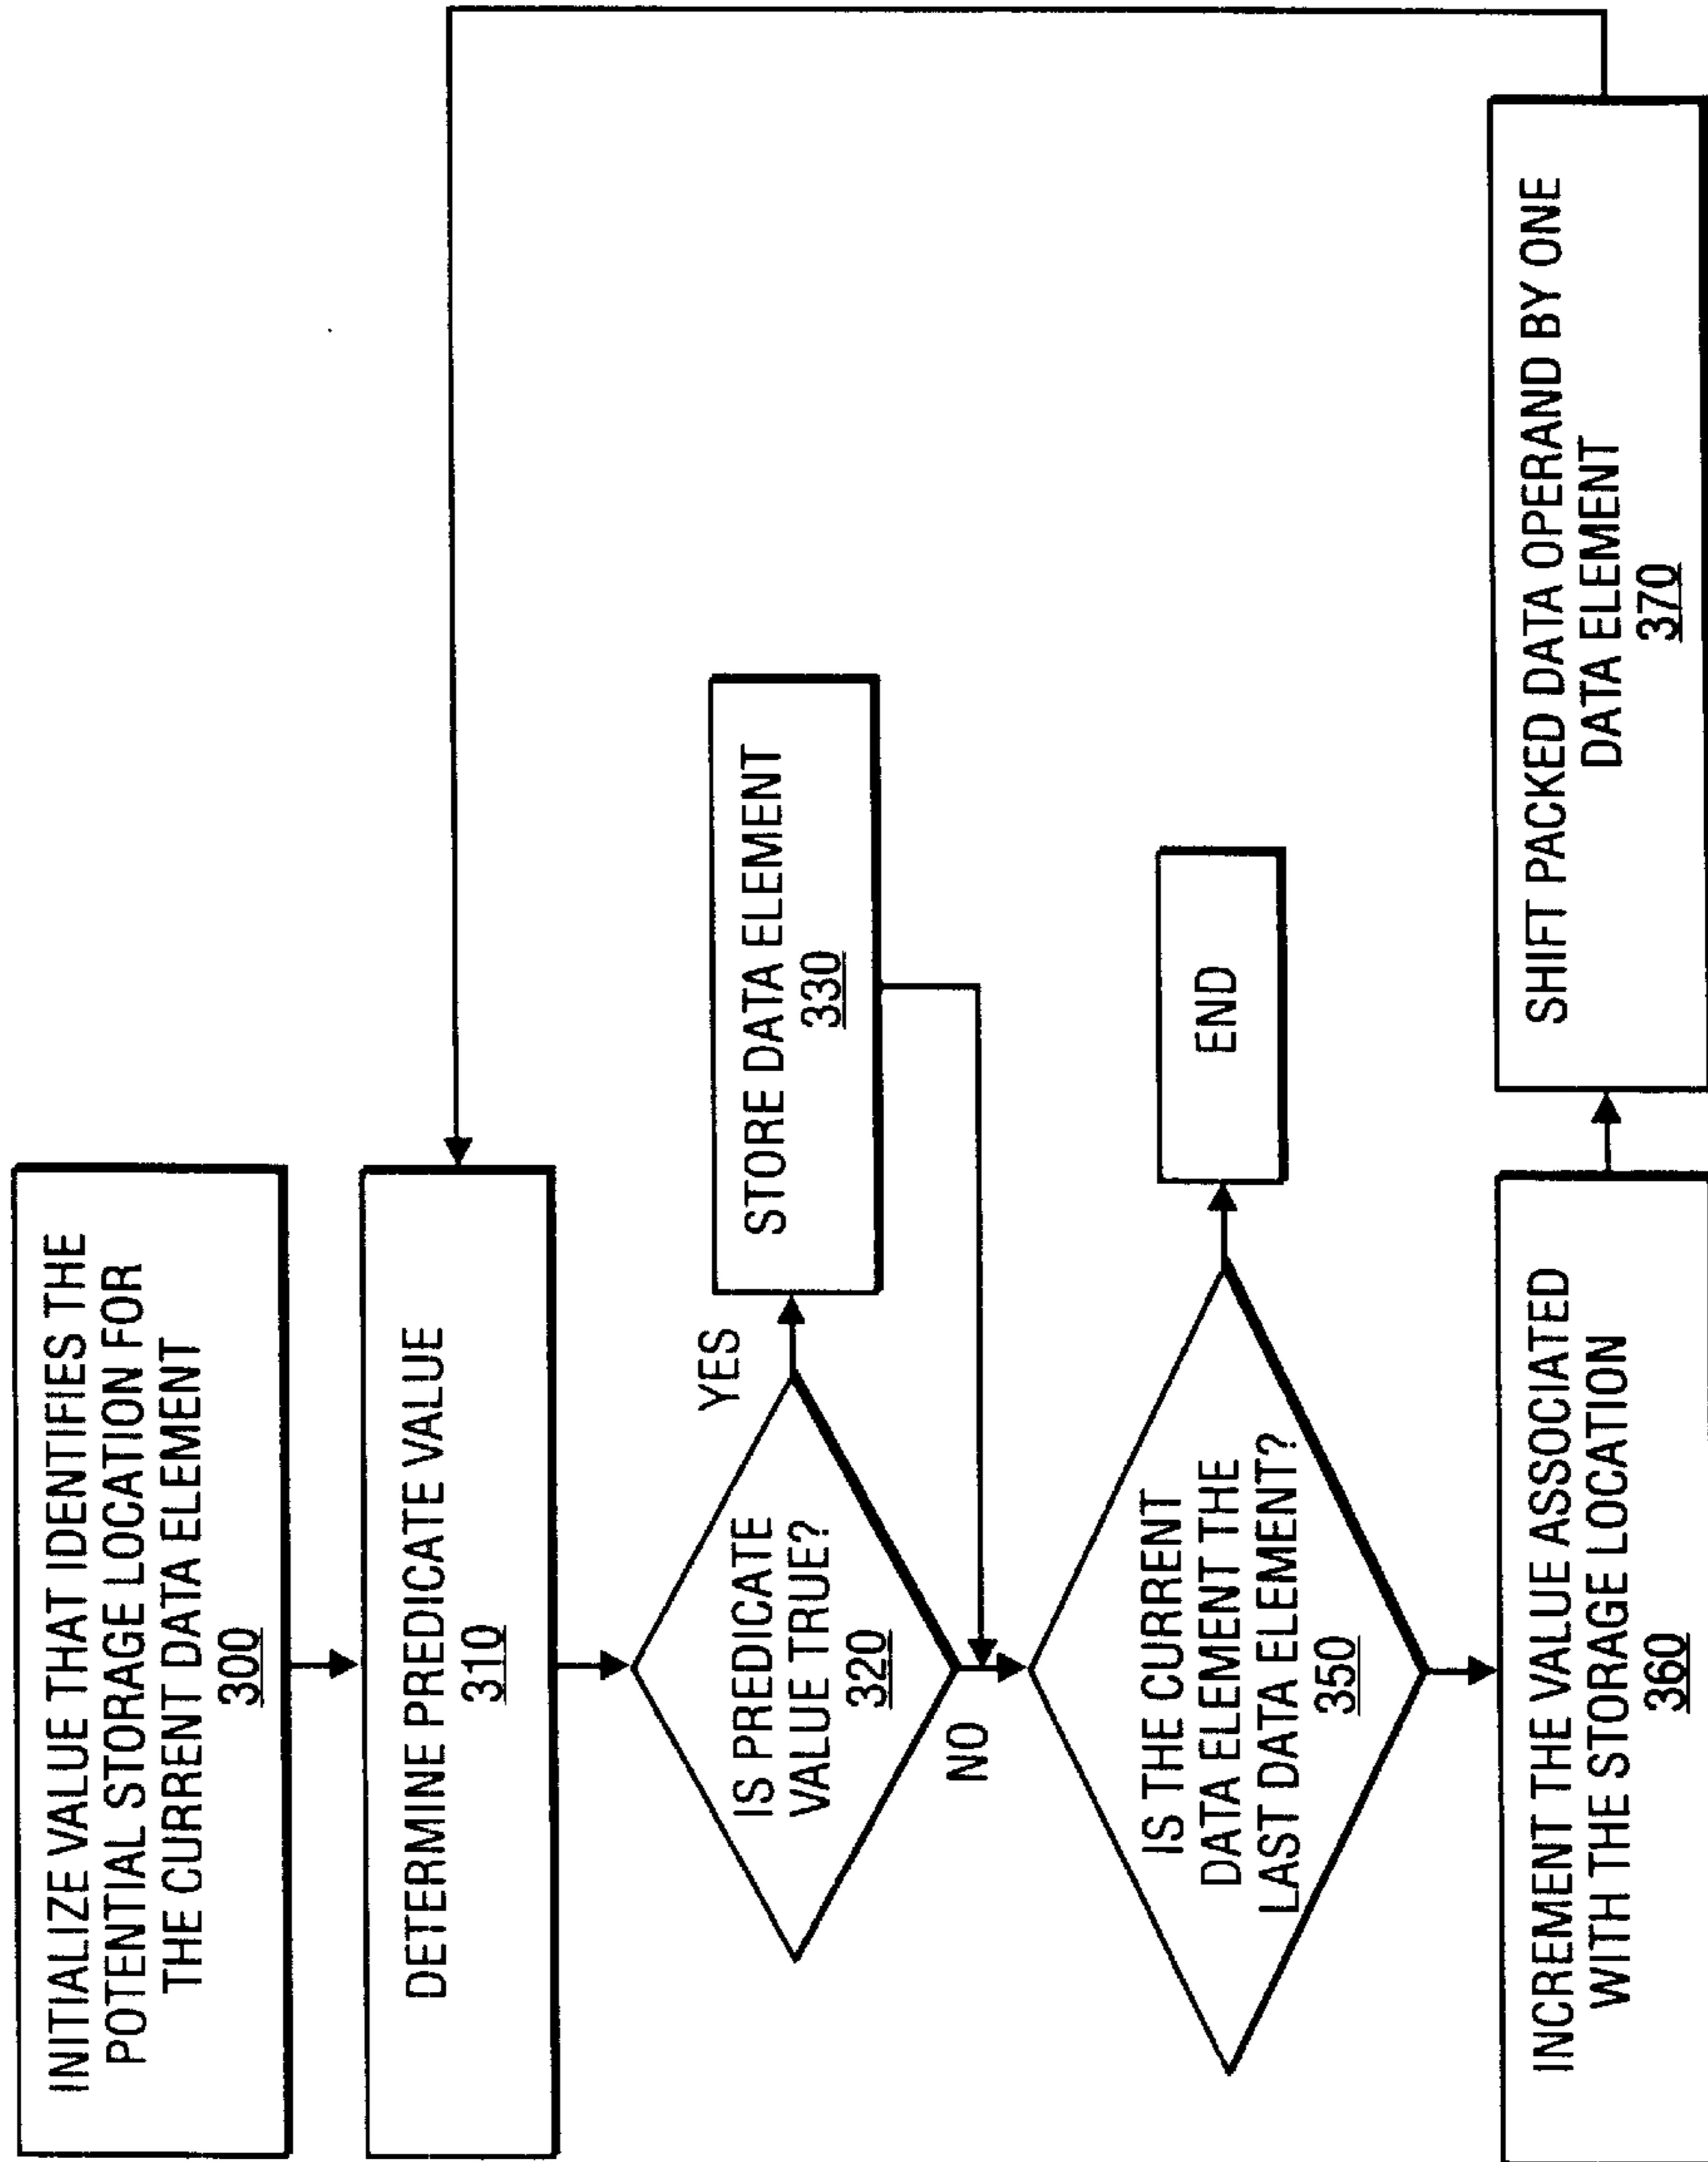 INITIALIZE VALUE THAT IDENTIFIES THE
POTENTIAL STORAGE LOCATION FOR
THE CURRENT DATA ELEMENT
300
DETERMINE PREDICATE VALUE
310
IS PREDICATE
VALUE TRUE?
320
YES
STORE DATA ELEMENT
330
NO
IS THE CURRENT
DATA ELEMENT THE
LAST DATA ELEMENT?
350
END
INCREMENT THE VALUE ASSOCIATED
WITH THE STORAGE LOCATION
360
SHIFT PACKED DATA OPERAND BY ONE
DATA ELEMENT
370